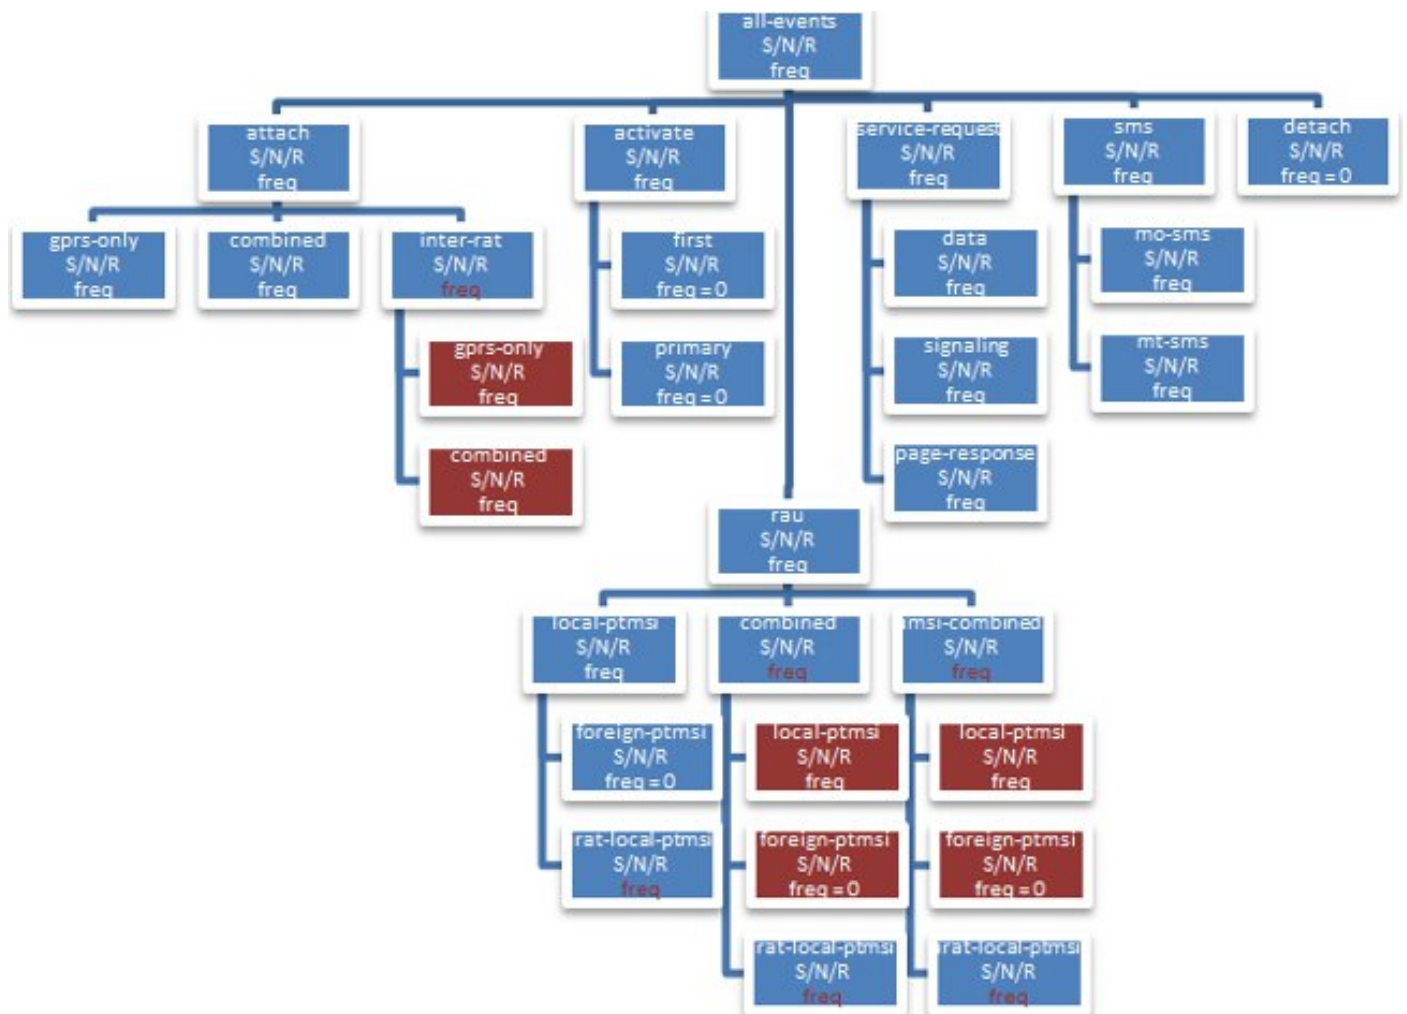 all-events
S/N/R
freq
attach
S/N/R
freq
activate
S/N/R
freq
service-request
S/N/R
freq
sms
S/N/R
freq
detach
S/N/R
freq = 0
gprs-only
S/N/R
freq
combined
S/N/R
freq
inter-rat
S/N/R
freq
gprs-only
S/N/R
freq
combined
S/N/R
freq
first
S/N/R
freq = 0
primary
S/N/R
freq = 0
data
S/N/R
freq
signaling
S/N/R
freq
page-response
S/N/R
freq
mo-sms
S/N/R
freq
mt-sms
S/N/R
freq
rau
S/N/R
freq
local-ptmsi
S/N/R
freq
foreign-ptmsi
S/N/R
freq = 0
irat-local-ptmsi
S/N/R
freq
combined
S/N/R
freq
local-ptmsi
S/N/R
freq
foreign-ptmsi
S/N/R
freq = 0
irat-local-ptmsi
S/N/R
freq
imsi-combined
S/N/R
freq
local-ptmsi
S/N/R
freq
foreign-ptmsi
S/N/R
freq = 0
irat-local-ptmsi
S/N/R
freq